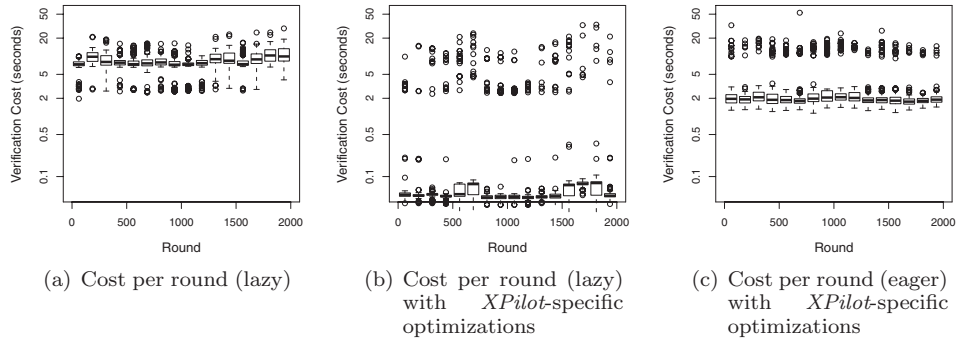 50
20
5
2
0.5
0.1
Verification Cost (seconds)
0 500 1000 1500 2000
Round
(a) Cost per round (lazy)
50
20
5
2
0.5
0.1
Verification Cost (seconds)
0 500 1000 1500 2000
Round
(b) Cost per round (lazy)
with XPilot-specific
optimizations
50
20
5
2
0.5
0.1
Verification Cost (seconds)
0 500 1000 1500 2000
Round
(c) Cost per round (eager)
with XPilot-specific
optimizations